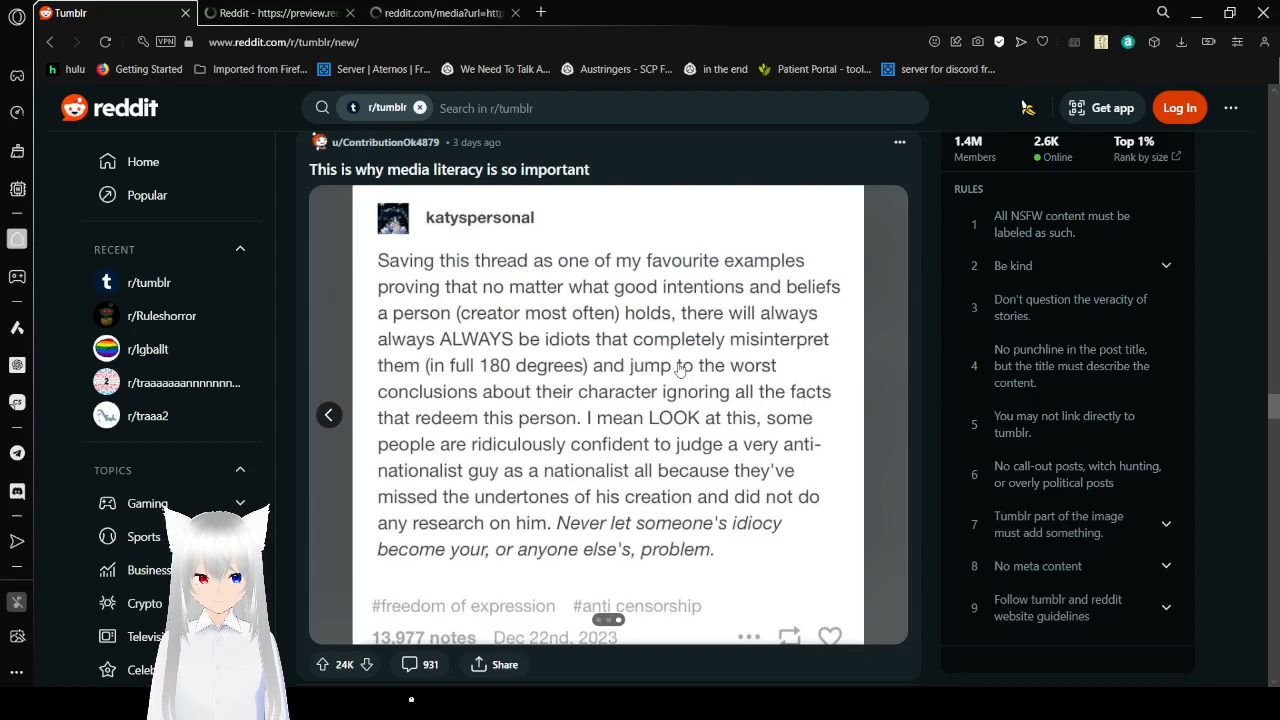 Tumblr
Reddit - https://preview.rec
reddit.com/media?url=http
VPN
www.reddit.com/r/tumblr/new/
hulu
Getting Started
Imported from Firef...
Server | Aternos | Fr...
We Need To Talk A...
Austringers - SCP F...
in the end
Patient Portal - tool...
server for discord fr...
reddit
r/tumblr
Search in r/tumblr
Get app
Log In
Home
Popular
RECENT
r/tumblr
r/Ruleshorror
r/lgballt
r/traaaaaaannnnnnn...
r/traaa2
TOPICS
Gaming
Sports
Business
Crypto
Televisi
Celeb
u/ContributionOk4879 • 3 days ago
This is why media literacy is so important
katyspersonal
Saving this thread as one of my favourite examples
proving that no matter what good intentions and beliefs
a person (creator most often) holds, there will always
always ALWAYS be idiots that completely misinterpret
them (in full 180 degrees) and jump to the worst
conclusions about their character ignoring all the facts
that redeem this person. I mean LOOK at this, some
people are ridiculously confident to judge a very anti-
nationalist guy as a nationalist all because they've
missed the undertones of his creation and did not do
any research on him. Never let someone's idiocy
become your, or anyone else's, problem.
#freedom of expression #anti censorship
13,977 notes Dec 22nd, 2023
24K
931
Share
1.4M
Members
2.6K
Online
Top 1%
Rank by size
RULES
1 All NSFW content must be
labeled as such.
2 Be kind
3 Don't question the veracity of
stories.
4 No punchline in the post title,
but the title must describe the
content.
5 You may not link directly to
tumblr.
6 No call-out posts, witch hunting,
or overly political posts
7 Tumblr part of the image
must add something.
8 No meta content
9 Follow tumblr and reddit
website guidelines